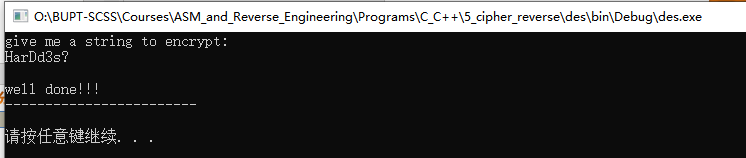 O:\BUPT-SCSS\Courses\ASM_and_Reverse_Engineering\Programs\C_C++\5_cipher_reverse\des\bin\Debug\des.exe
give me a string to encrypt:
HarDd3s?
well done!!!
------------------------
请按任意键继续. . .